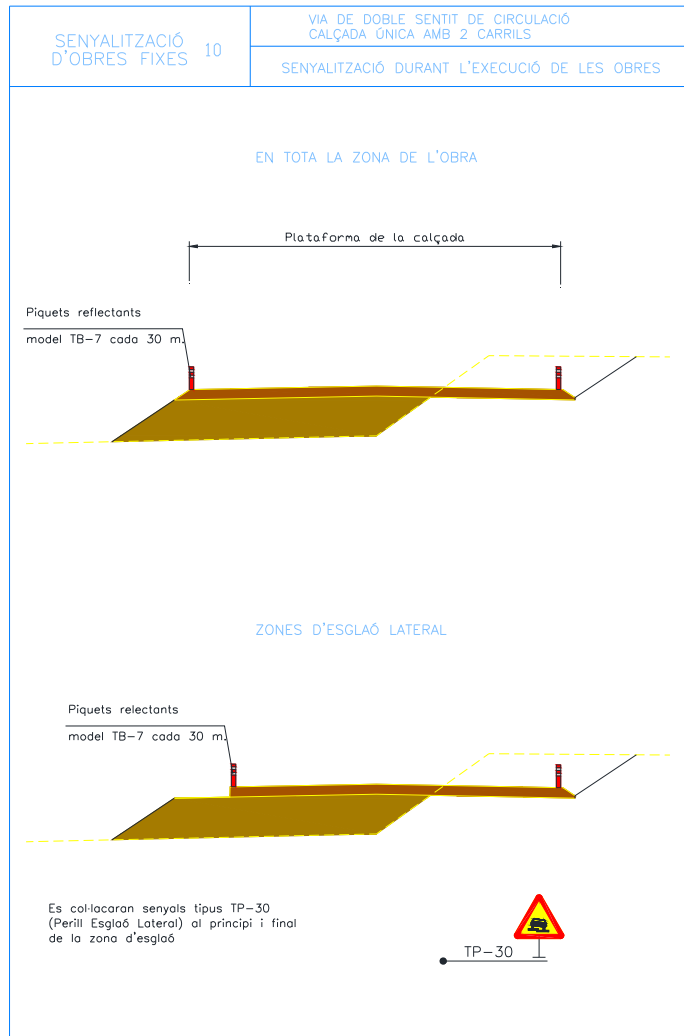 SENYALITZACIÓ
D'OBRES FIXES 10
VIA DE DOBLE SENTIT DE CIRCULACIÓ
CALÇADA ÚNICA AMB 2 CARRILS
SENYALITZACIÓ DURANT L'EXECUCIÓ DE LES OBRES
EN TOTA LA ZONA DE L'OBRA
Plataforma de la calçada
Piquets reflectants
model TB-7 cada 30 m.
ZONES D'ESGLAÓ LATERAL
Piquets relectants
model TB-7 cada 30 m.
Es col·lacaran senyals tipus TP-30
(Perill Esglaó Lateral) al principi i final
de la zona d'esglaó
TP-30